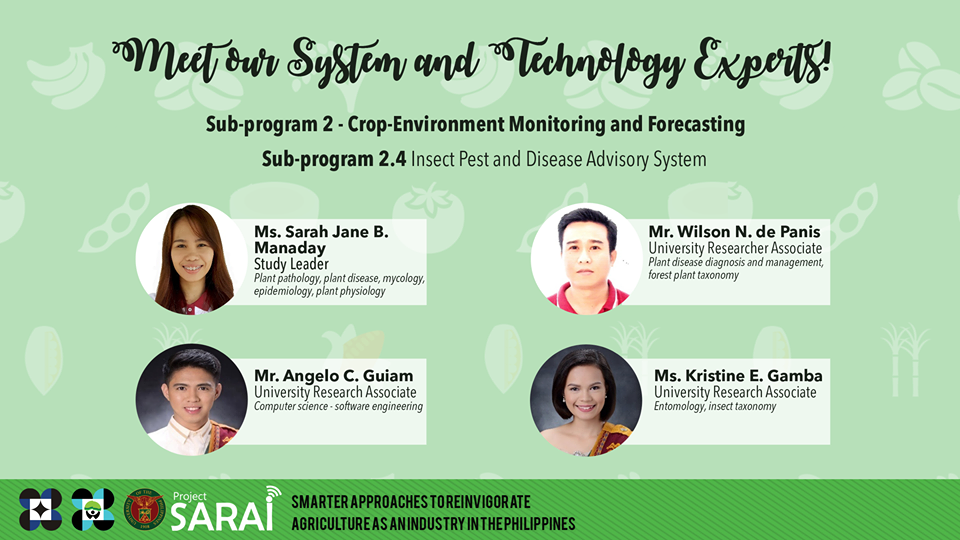 Meet our System and Technology Experts!
Sub-program 2 - Crop-Environment Monitoring and Forecasting
Sub-program 2.4 Insect Pest and Disease Advisory System
Ms. Sarah Jane B.
Manaday
Study Leader
Plant pathology, plant disease, mycology,
epidemiology, plant physiology
Mr. Wilson N. de Panis
University Researcher Associate
Plant disease diagnosis and management,
forest plant taxonomy
Mr. Angelo C. Guiam
University Research Associate
Computer science - software engineering
Ms. Kristine E. Gamba
University Research Associate
Entomology, insect taxonomy
Project
SARAI
SMARTER APPROACHES TO REINVIGORATE
AGRICULTURE AS AN INDUSTRY IN THE PHILIPPINES